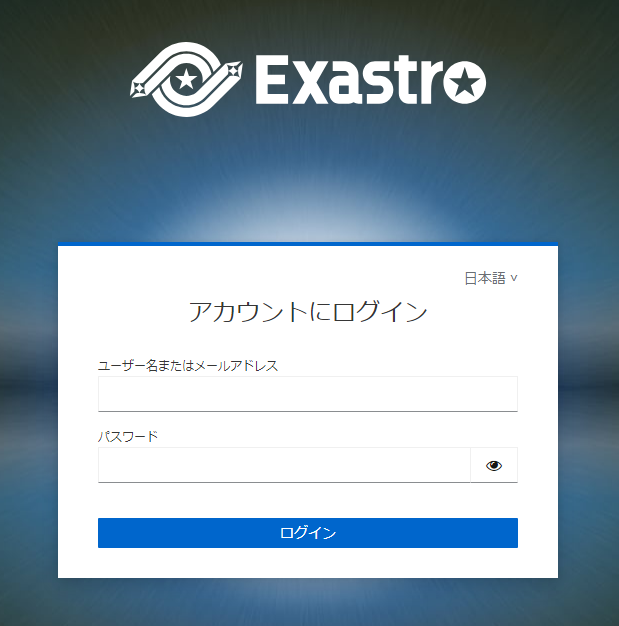 Exastro
日本語
アカウントにログイン
ユーザー名またはメールアドレス
パスワード
ログイン